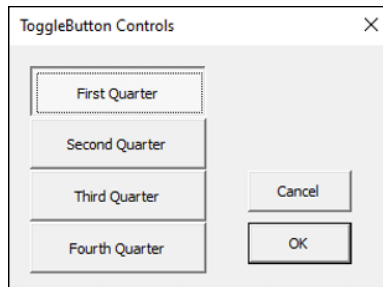 ToggleButton Controls
First Quarter
Second Quarter
Third Quarter
Fourth Quarter
Cancel
OK